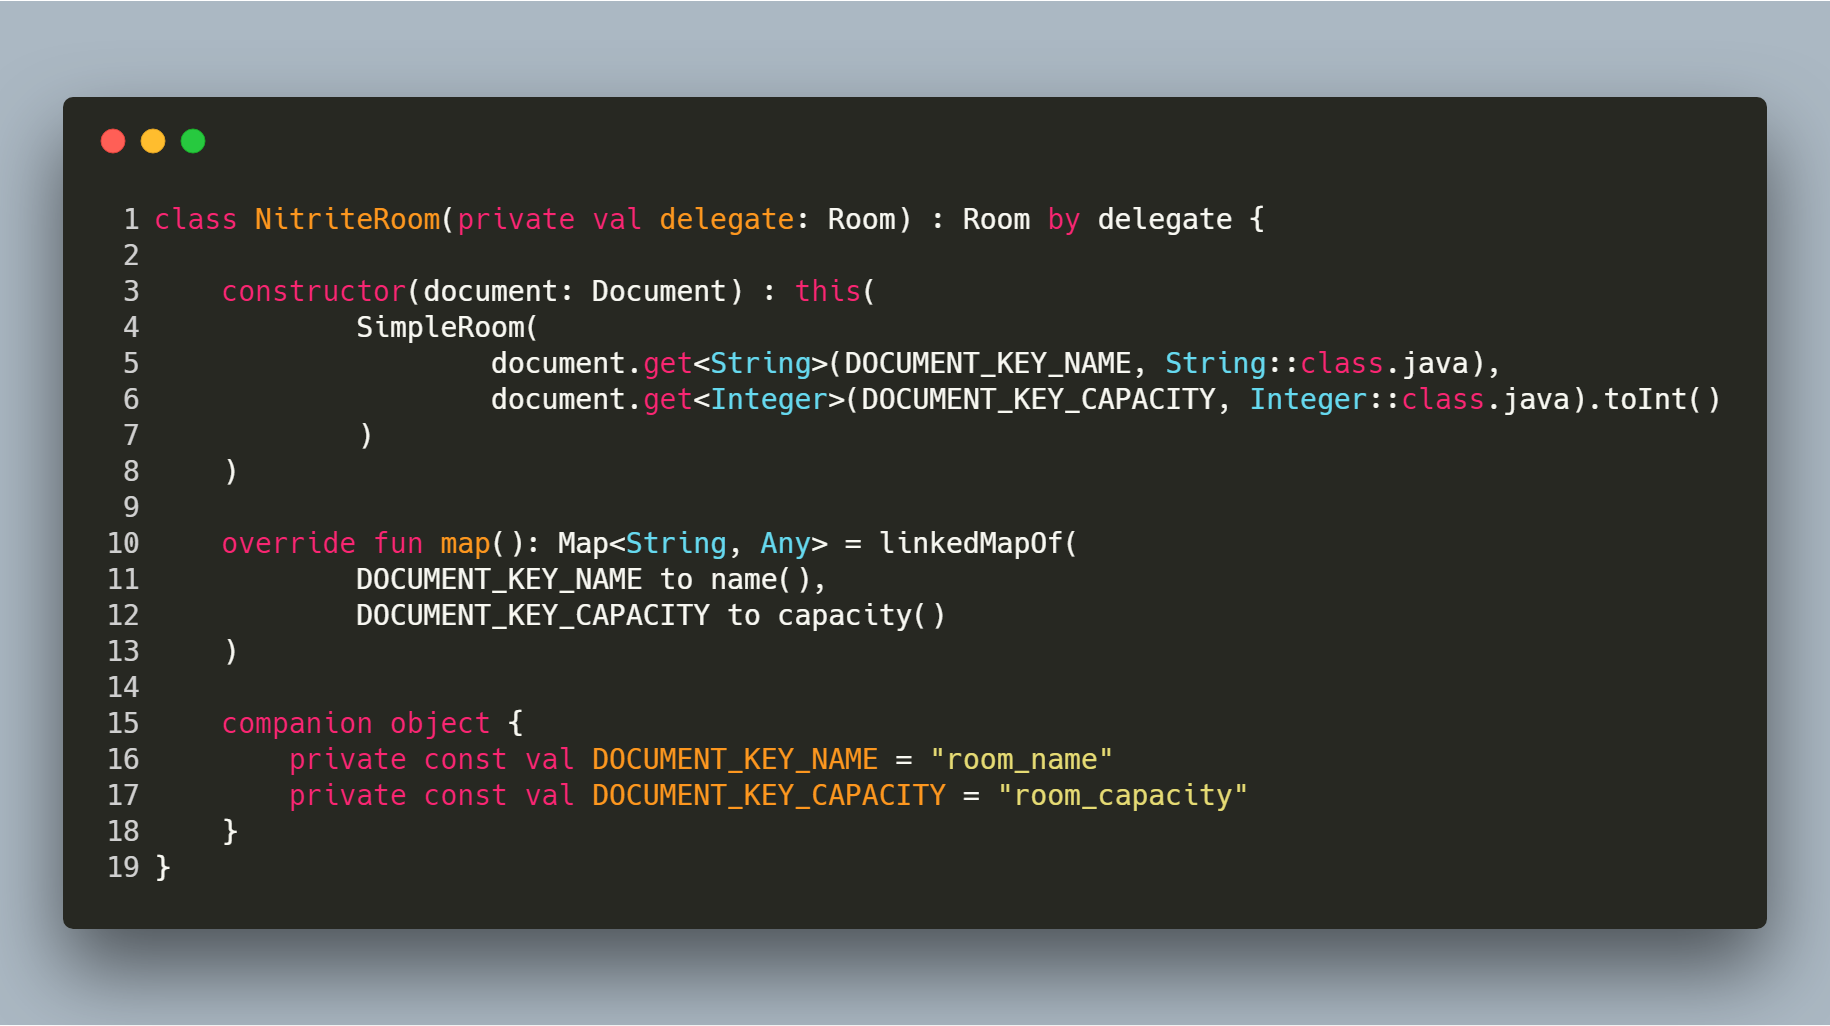 1 class NitriteRoom(private val delegate: Room) : Room by delegate {
2
3     constructor(document: Document) : this(
4             SimpleRoom(
5                     document.get<String>(DOCUMENT_KEY_NAME, String::class.java),
6                     document.get<Integer>(DOCUMENT_KEY_CAPACITY, Integer::class.java).toInt()
7             )
8     )
9
10     override fun map(): Map<String, Any> = linkedMapOf(
11             DOCUMENT_KEY_NAME to name(),
12             DOCUMENT_KEY_CAPACITY to capacity()
13     )
14
15     companion object {
16         private const val DOCUMENT_KEY_NAME = "room_name"
17         private const val DOCUMENT_KEY_CAPACITY = "room_capacity"
18     }
19 }